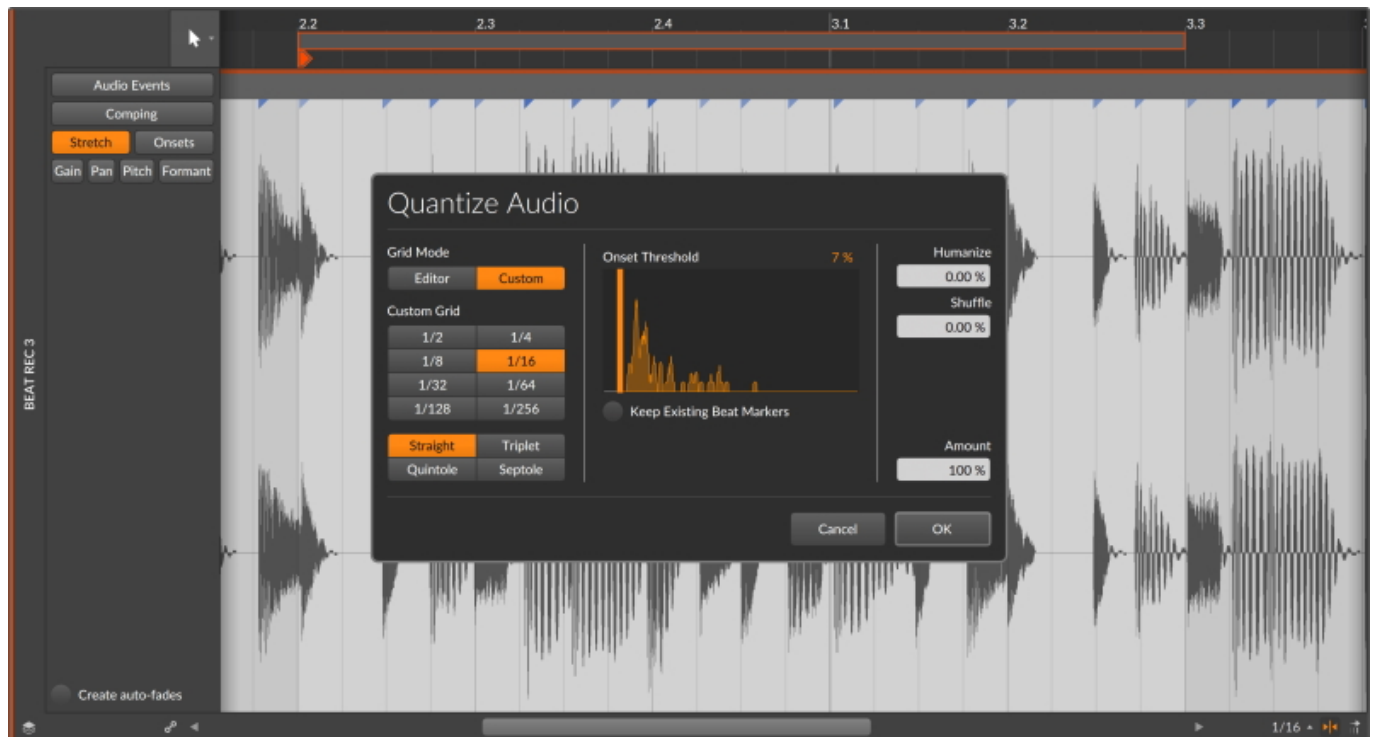 2.2 2.3 2.4 3.1 3.2 3.3
Audio Events
Comping
Stretch Onsets
Gain Pan Pitch Formant
BEAT REC 3
Quantize Audio
Grid Mode
Editor Custom
Custom Grid
1/2 1/4
1/8 1/16
1/32 1/64
1/128 1/256
Straight Triplet
Quintole Septole
Onset Threshold 7 %
Keep Existing Beat Markers
Humanize
0.00 %
Shuffle
0.00 %
Amount
100 %
Cancel OK
Create auto-fades
1/16